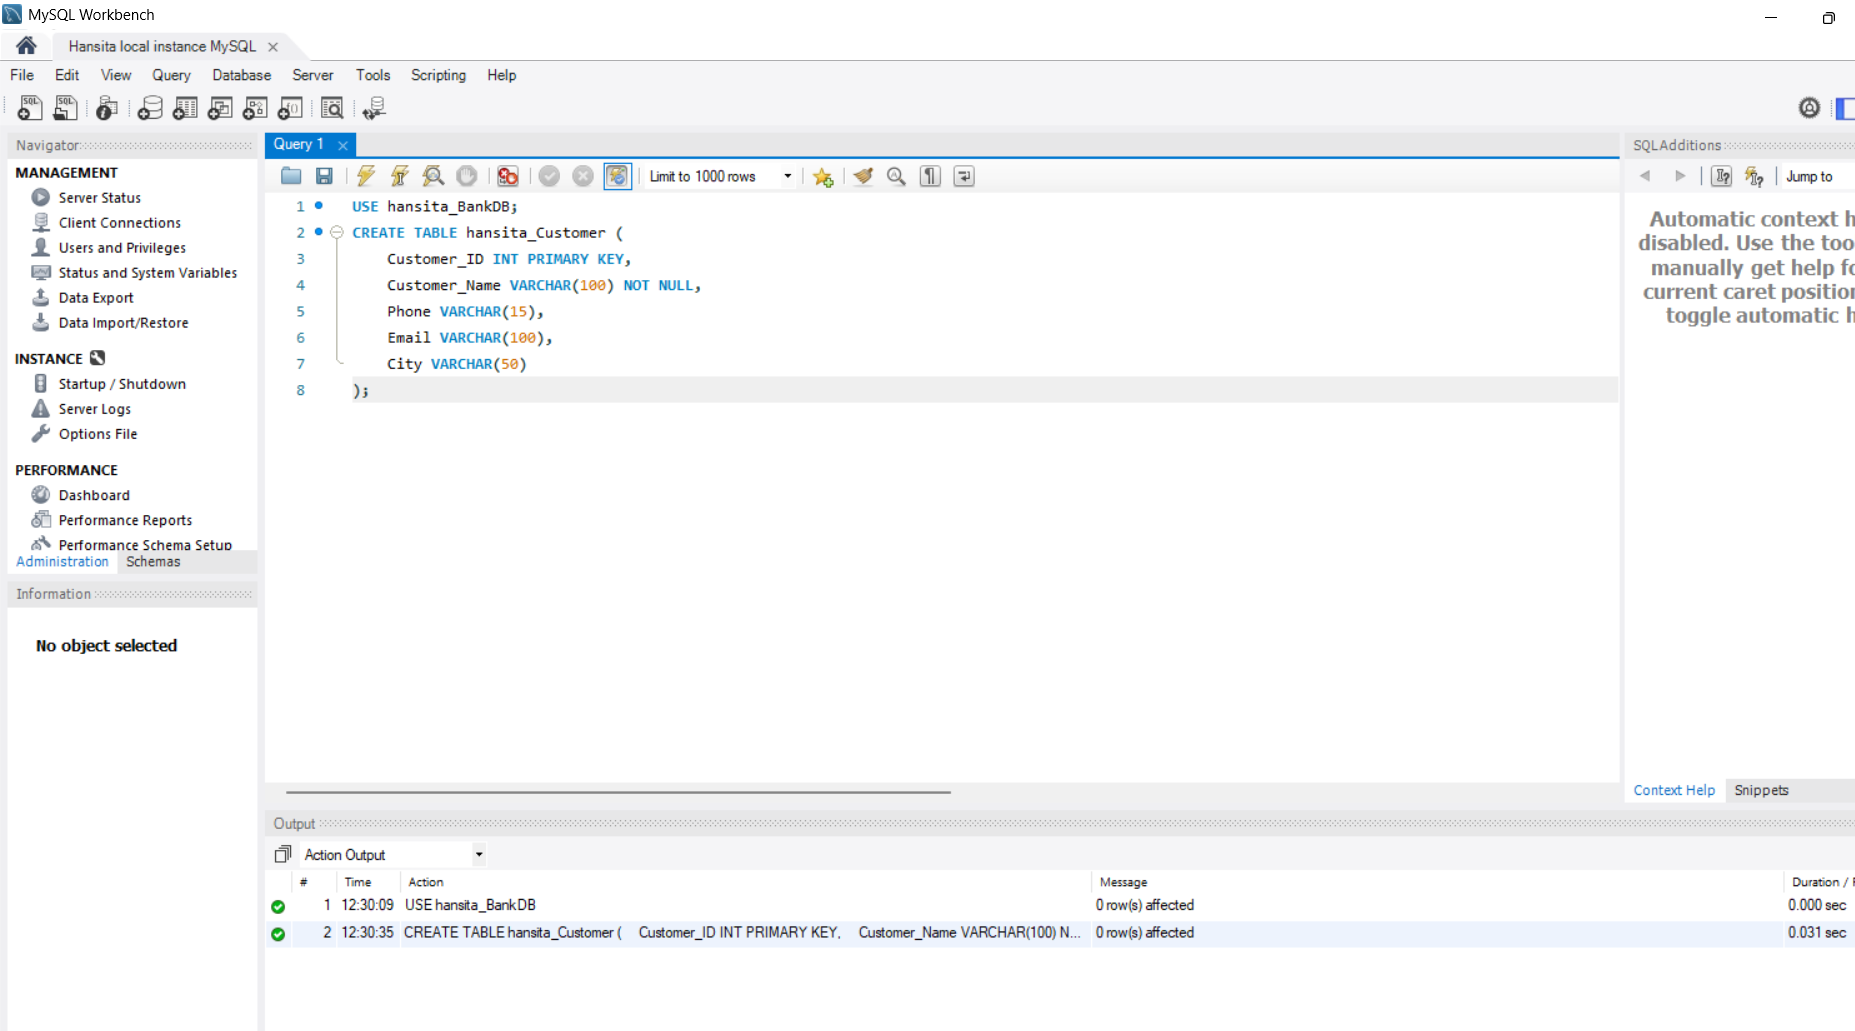 MySQL Workbench
Hansita local instance MySQL
File Edit View Query Database Server Tools Scripting Help
Navigator
MANAGEMENT
Server Status
Client Connections
Users and Privileges
Status and System Variables
Data Export
Data Import/Restore
INSTANCE
Startup / Shutdown
Server Logs
Options File
PERFORMANCE
Dashboard
Performance Reports
Performance Schema Setup
Administration Schemas
Information
No object selected
Query 1
Limit to 1000 rows
1 USE hansita_BankDB;
2 CREATE TABLE hansita_Customer (
3 Customer_ID INT PRIMARY KEY,
4 Customer_Name VARCHAR(100) NOT NULL,
5 Phone VARCHAR(15),
6 Email VARCHAR(100),
7 City VARCHAR(50)
8 );
SQLAdditions
Jump to
Automatic context h
disabled. Use the too
manually get help fo
current caret position
toggle automatic h
Context Help Snippets
Output
Action Output
# Time Action Message Duration /
1 12:30:09 USE hansita_BankDB 0 row(s) affected 0.000 sec
2 12:30:35 CREATE TABLE hansita_Customer ( Customer_ID INT PRIMARY KEY, Customer_Name VARCHAR(100) N... 0 row(s) affected 0.031 sec